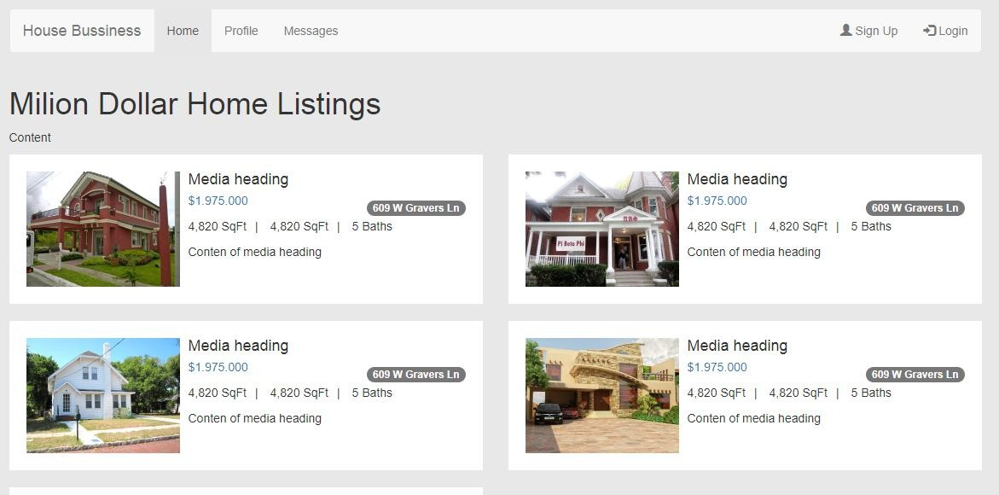 House Bussiness Home Profile Messages Sign Up Login
Milion Dollar Home Listings
Content
Media heading
$1.975.000
609 W Gravers Ln
4,820 SqFt | 4,820 SqFt | 5 Baths
Conten of media heading
Media heading
$1.975.000
609 W Gravers Ln
4,820 SqFt | 4,820 SqFt | 5 Baths
Conten of media heading
ΠΒΦ
Pi Beta Phi
Media heading
$1.975.000
609 W Gravers Ln
4,820 SqFt | 4,820 SqFt | 5 Baths
Conten of media heading
Media heading
$1.975.000
609 W Gravers Ln
4,820 SqFt | 4,820 SqFt | 5 Baths
Conten of media heading